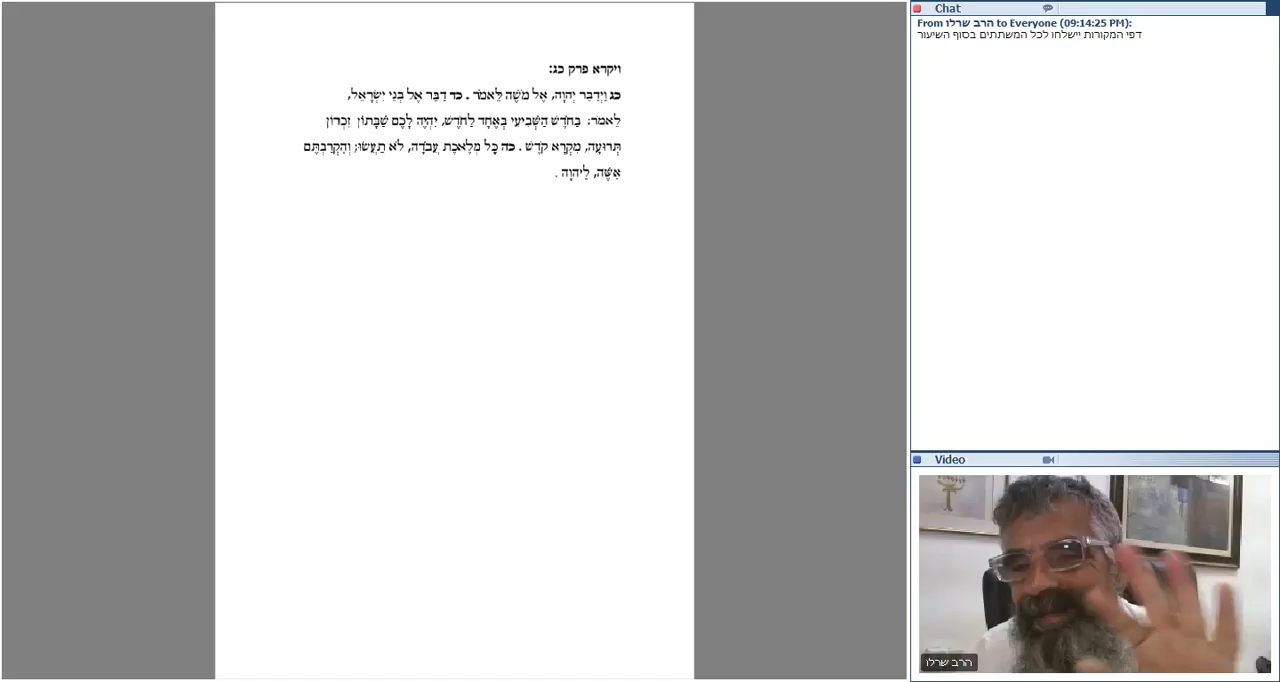 ויקרא פרק כג:
כג וַיְדַבֵּר יְהוָה, אֶל מֹשֶׁה לֵּאמֹר . כד דַּבֵּר אֶל בְּנֵי יִשְׂרָאֵל,
לֵאמֹר: בַּחֹדֶשׁ הַשְּׁבִיעִי בְּאֶחָד לַחֹדֶשׁ, יִהְיֶה לָכֶם שַׁבָּתוֹן זִכְרוֹן
תְּרוּעָה, מִקְרָא קֹדֶשׁ . כה כָּל מְלֶאכֶת עֲבֹדָה, לֹא תַעֲשׂוּ; וְהִקְרַבְתֶּם
אִשֶּׁה, לַיהוָה .
Chat
From הרב שרלו to Everyone (09:14:25 PM):
דפי המקורות יישלחו לכל המשתתים בסוף השיעור
Video
הרב שרלו